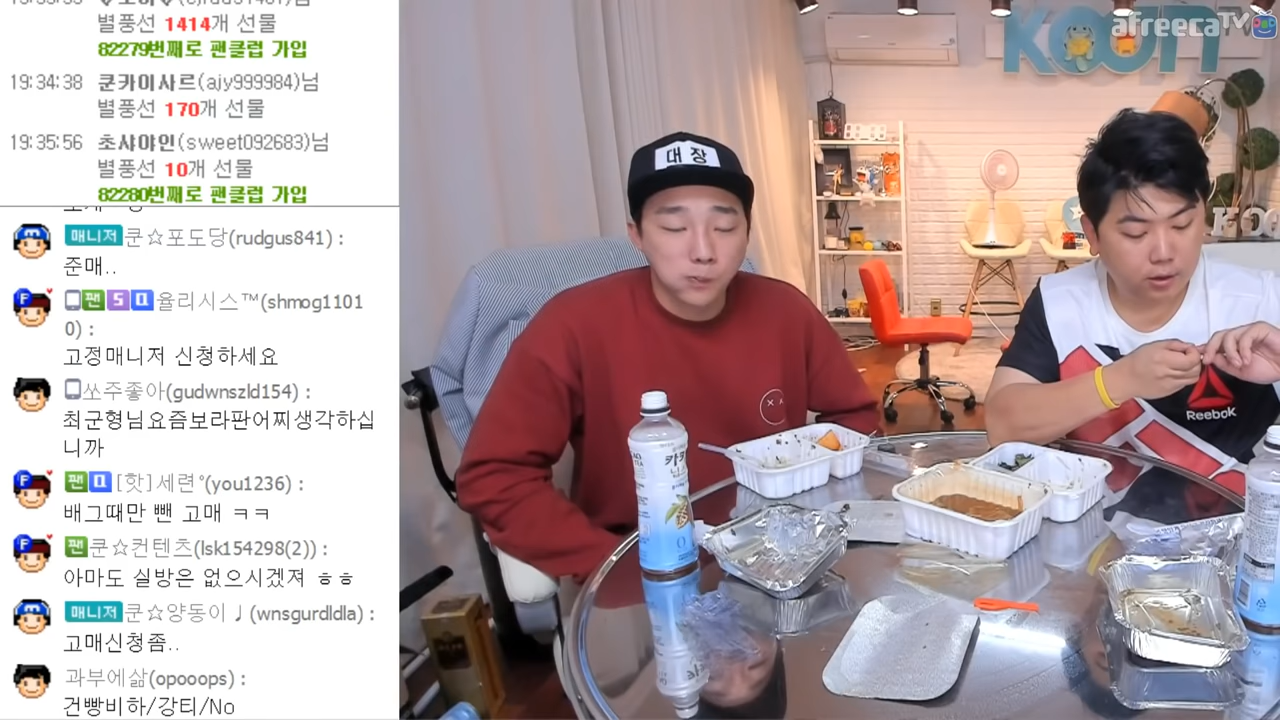 별풍선 1414개 선물
82279번째로 팬클럽 가입
19:34:38 쿤카이사르(ajy999984)님
별풍선 170개 선물
19:35:56 초샤야인(sweet092683)님
별풍선 10개 선물
82280번째로 팬클럽 가입
매니저 쿤☆포도당(rudgus841) :
준매..
팬 S 율리시스™(shmog1101
0) :
고정매니저 신청하세요
쏘주좋아(gudwnszld154) :
최군형님요즘보라판어찌생각하십
니까
팬 [핫]세련°(you1236) :
배그때만 뺀 고매 ㅋㅋ
팬 쿤☆컨텐츠(lsk154298(2)) :
아마도 실방은 없으시겠져 ㅎㅎ
매니저 쿤☆양동이♩(wnsgurdldla) :
고매신청좀..
과부에삶(opooops) :
건빵비하/강티/No
afreecaTV
KOON
대장
Reebok